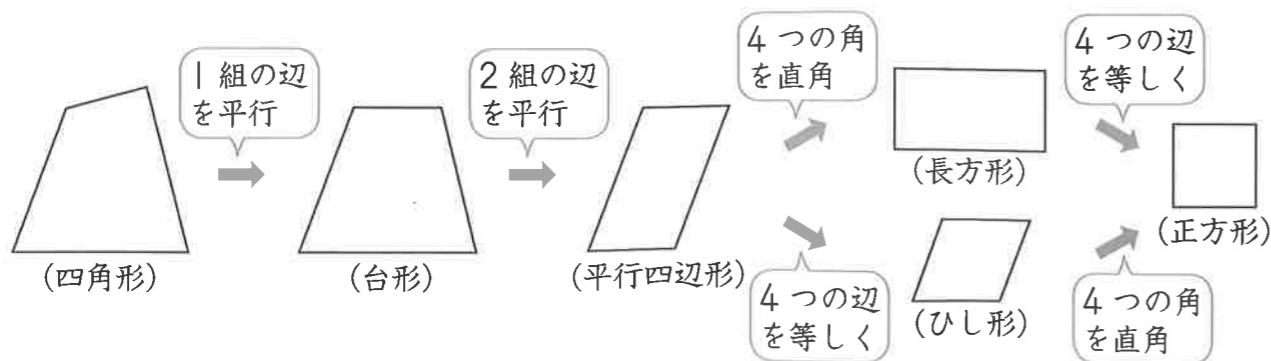 1組の辺
を平行
2組の辺
を平行
4つの角
を直角
4つの辺
を等しく
(四角形)
(台形)
(平行四辺形)
(長方形)
(正方形)
4つの辺
を等しく
(ひし形)
4つの角
を直角